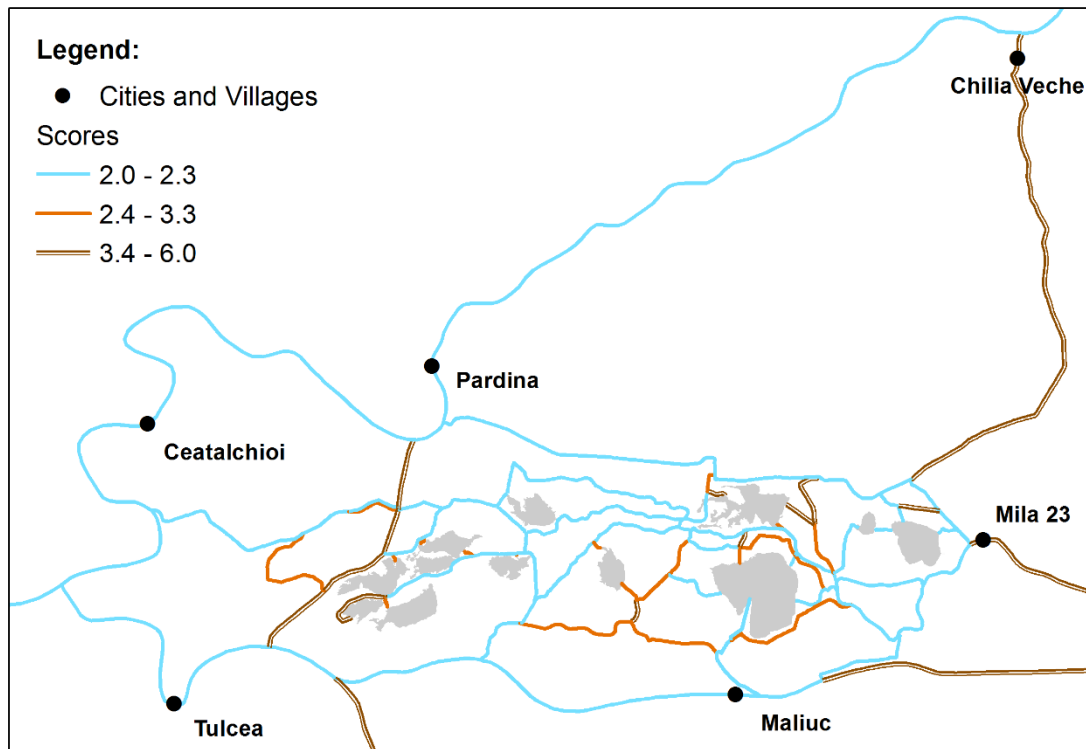 Legend:
Cities and Villages
Scores
2.0 - 2.3
2.4 - 3.3
3.4 - 6.0
Chilia Veche
Pardina
Ceatalchioi
Mila 23
Tulcea
Maliuc